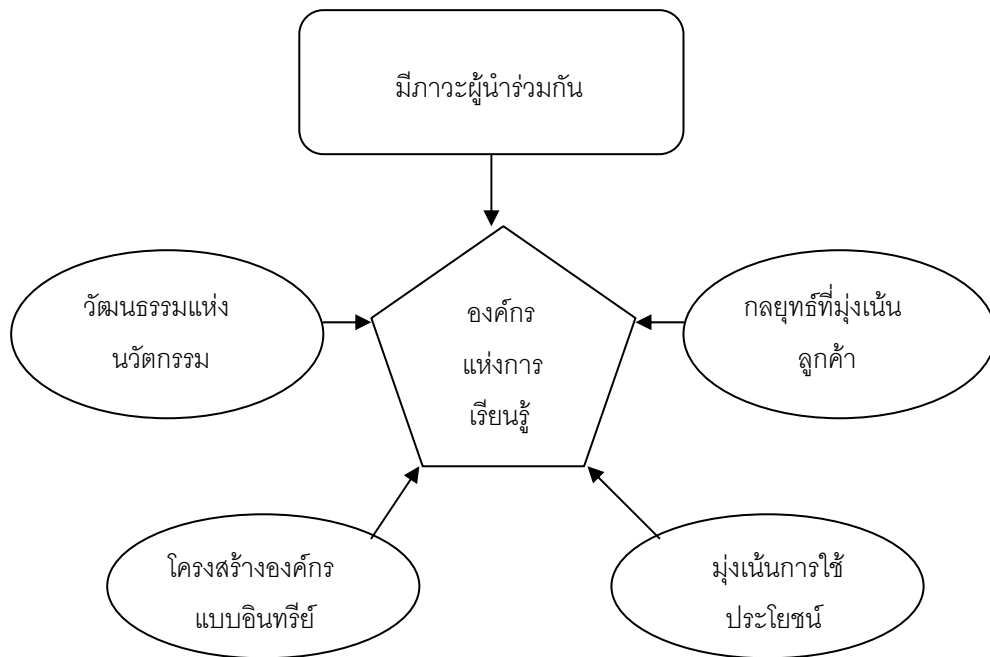 มีภาวะผู้นำร่วมกัน
วัฒนธรรมแห่ง
นวัตกรรม
องค์กร
แห่งการ
เรียนรู้
กลยุทธ์ที่มุ่งเน้น
ลูกค้า
โครงสร้างองค์กร
แบบอินทรีย์
มุ่งเน้นการใช้
ประโยชน์